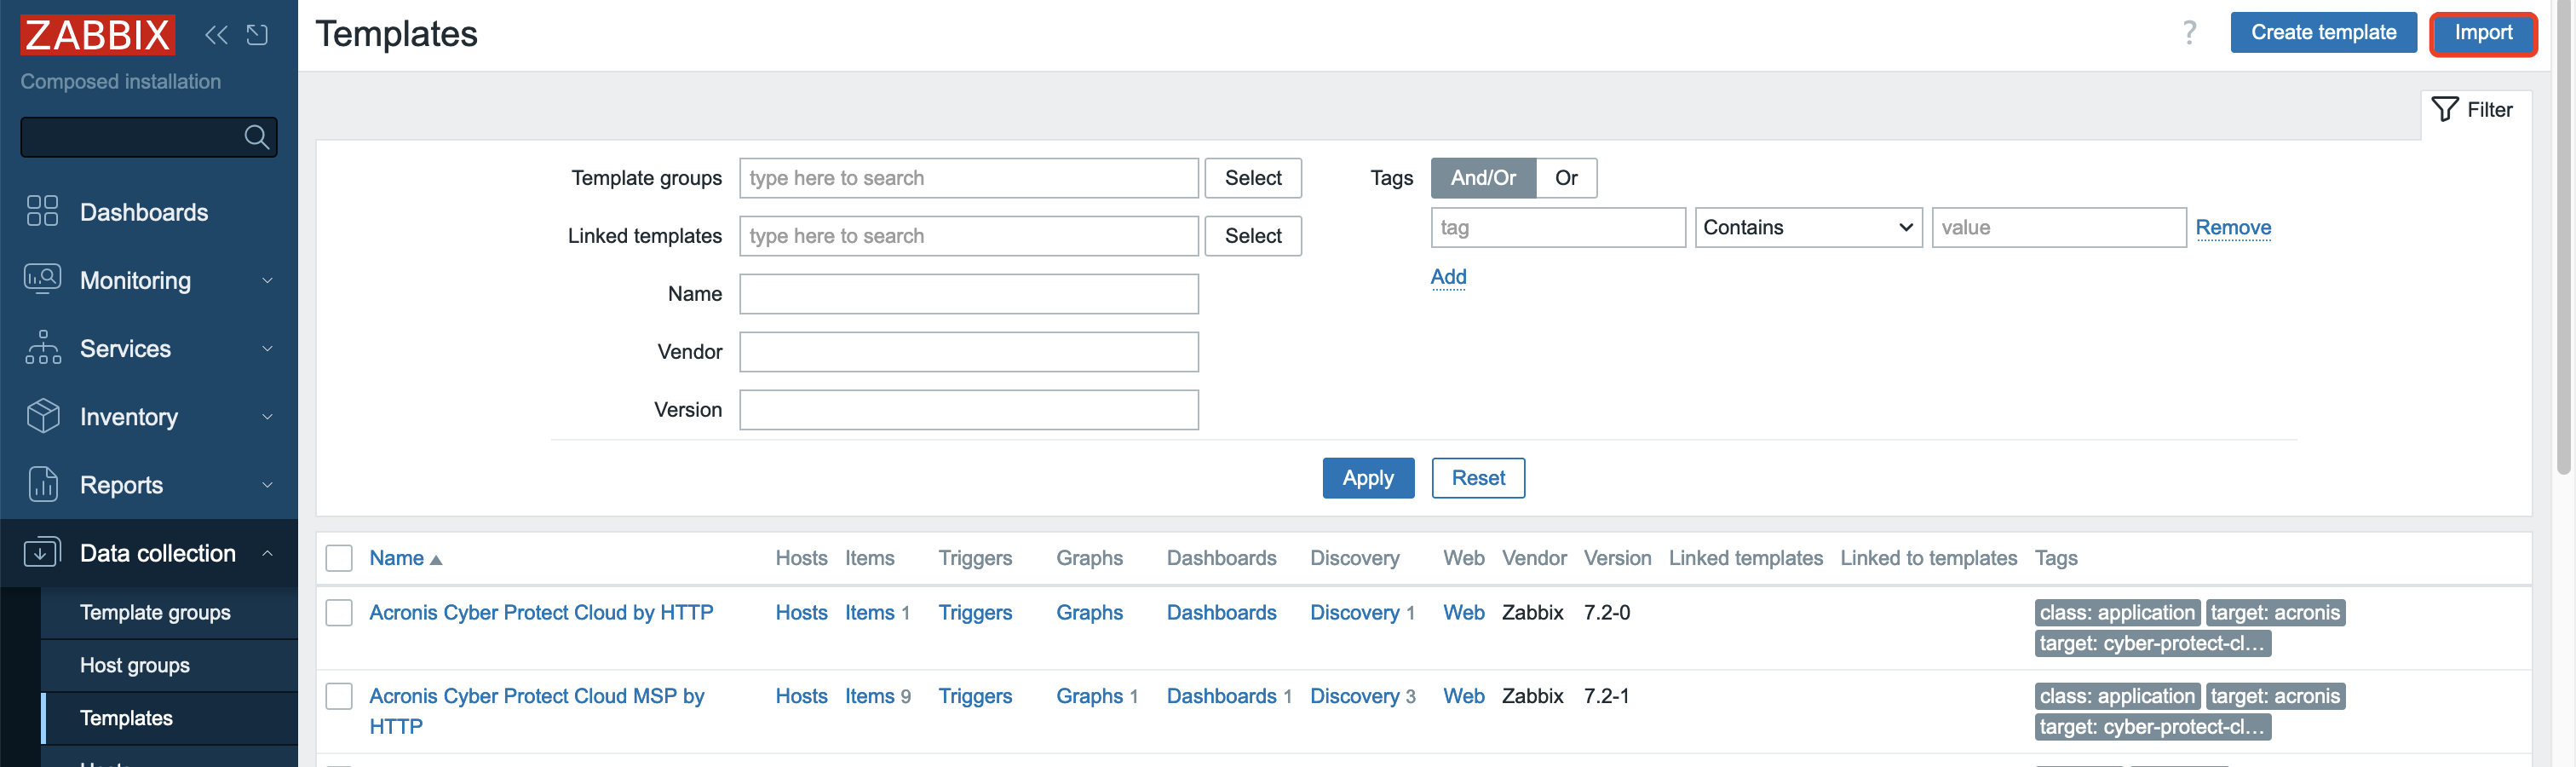 ZABBIX
Composed installation
Dashboards
Monitoring
Services
Inventory
Reports
Data collection
Template groups
Host groups
Templates
Templates
? Create template Import
Filter
Template groups type here to search Select
Linked templates type here to search Select
Name
Vendor
Version
Tags And/Or Or
tag Contains value Remove
Add
Apply Reset
Name Hosts Items Triggers Graphs Dashboards Discovery Web Vendor Version Linked templates Linked to templates Tags
Acronis Cyber Protect Cloud by HTTP Hosts Items 1 Triggers Graphs Dashboards Discovery 1 Web Zabbix 7.2-0 class: application target: acronis
target: cyber-protect-cl…
Acronis Cyber Protect Cloud MSP by Hosts Items 9 Triggers Graphs 1 Dashboards 1 Discovery 3 Web Zabbix 7.2-1 class: application target: acronis
HTTP target: cyber-protect-cl…